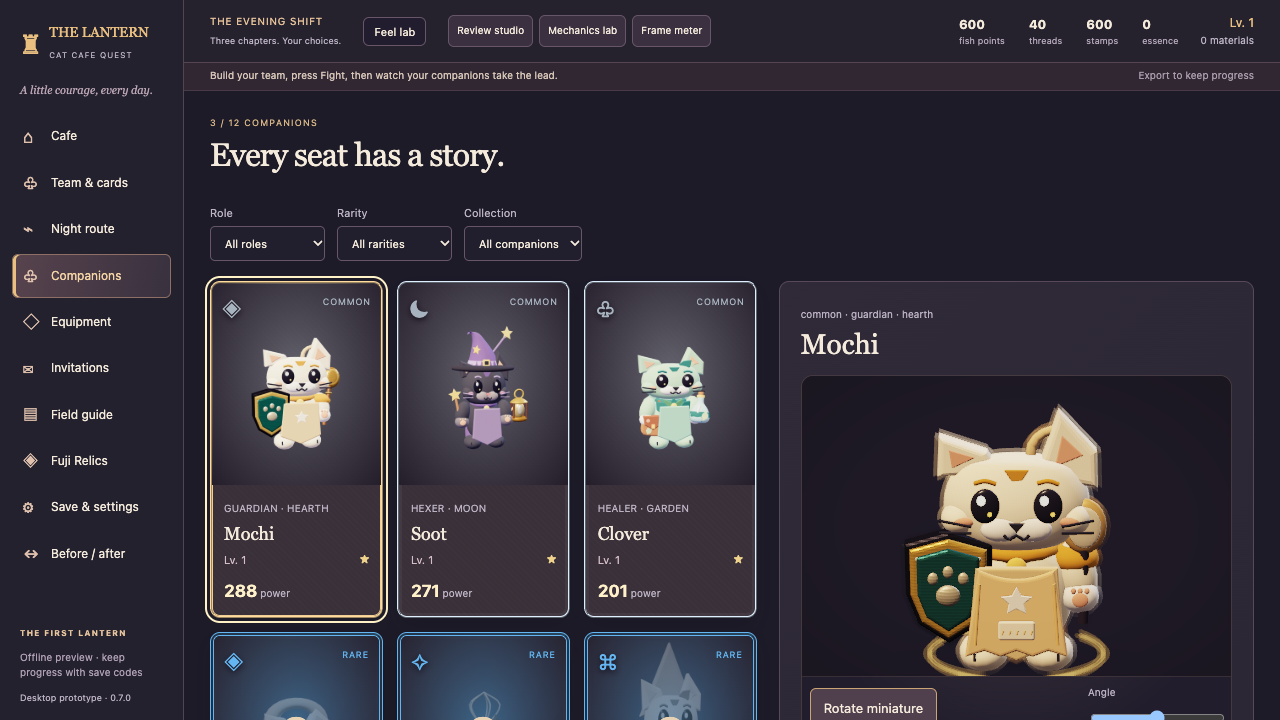 THE LANTERN
CAT CAFE QUEST
A little courage, every day.
Cafe
Team & cards
Night route
Companions
Equipment
Invitations
Field guide
Fuji Relics
Save & settings
Before / after
THE FIRST LANTERN
Offline preview · keep
progress with save codes
Desktop prototype · 0.7.0
THE EVENING SHIFT
Three chapters. Your choices.
Feel lab
Review studio
Mechanics lab
Frame meter
600
fish points
40
threads
600
stamps
0
essence
Lv. 1
0 materials
Build your team, press Fight, then watch your companions take the lead.
Export to keep progress
3 / 12 COMPANIONS
Every seat has a story.
Role
Rarity
Collection
All roles
All rarities
All companions
COMMON
GUARDIAN · HEARTH
Mochi
Lv. 1
288 power
COMMON
HEXER · MOON
Soot
Lv. 1
271 power
COMMON
HEALER · GARDEN
Clover
Lv. 1
201 power
RARE
RARE
RARE
common · guardian · hearth
Mochi
Rotate miniature
Angle